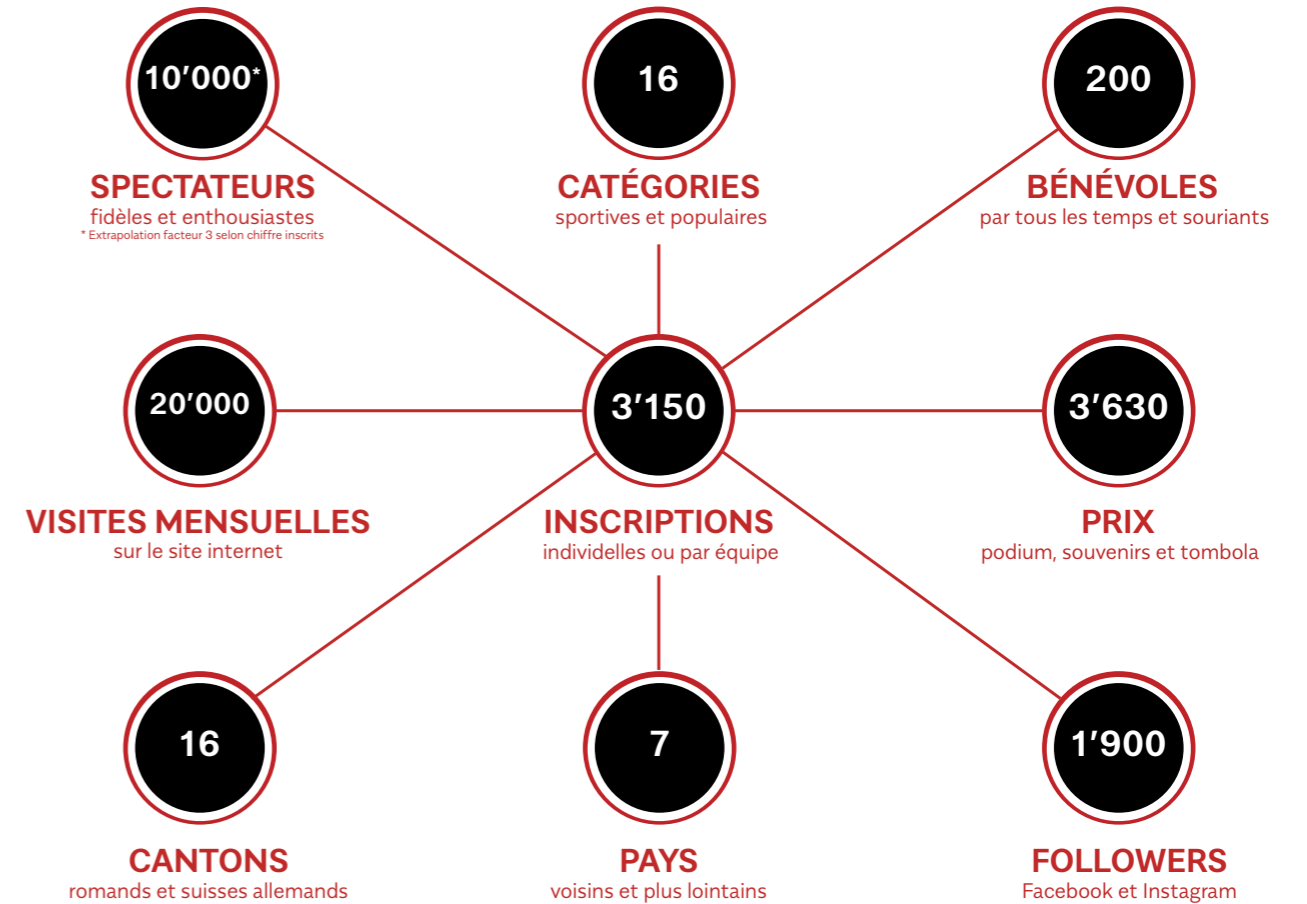 10’000*
SPECTATEURS
fidèles et enthousiastes
* Extrapolation facteur 3 selon chiffre inscrits
16
CATÉGORIES
sportives et populaires
200
BÉNÉVOLES
par tous les temps et souriants
20’000
VISITES MENSUELLES
sur le site internet
3’150
INSCRIPTIONS
individelles ou par équipe
3’630
PRIX
podium, souvenirs et tombola
16
CANTONS
romands et suisses allemands
7
PAYS
voisins et plus lointains
1’900
FOLLOWERS
Facebook et Instagram